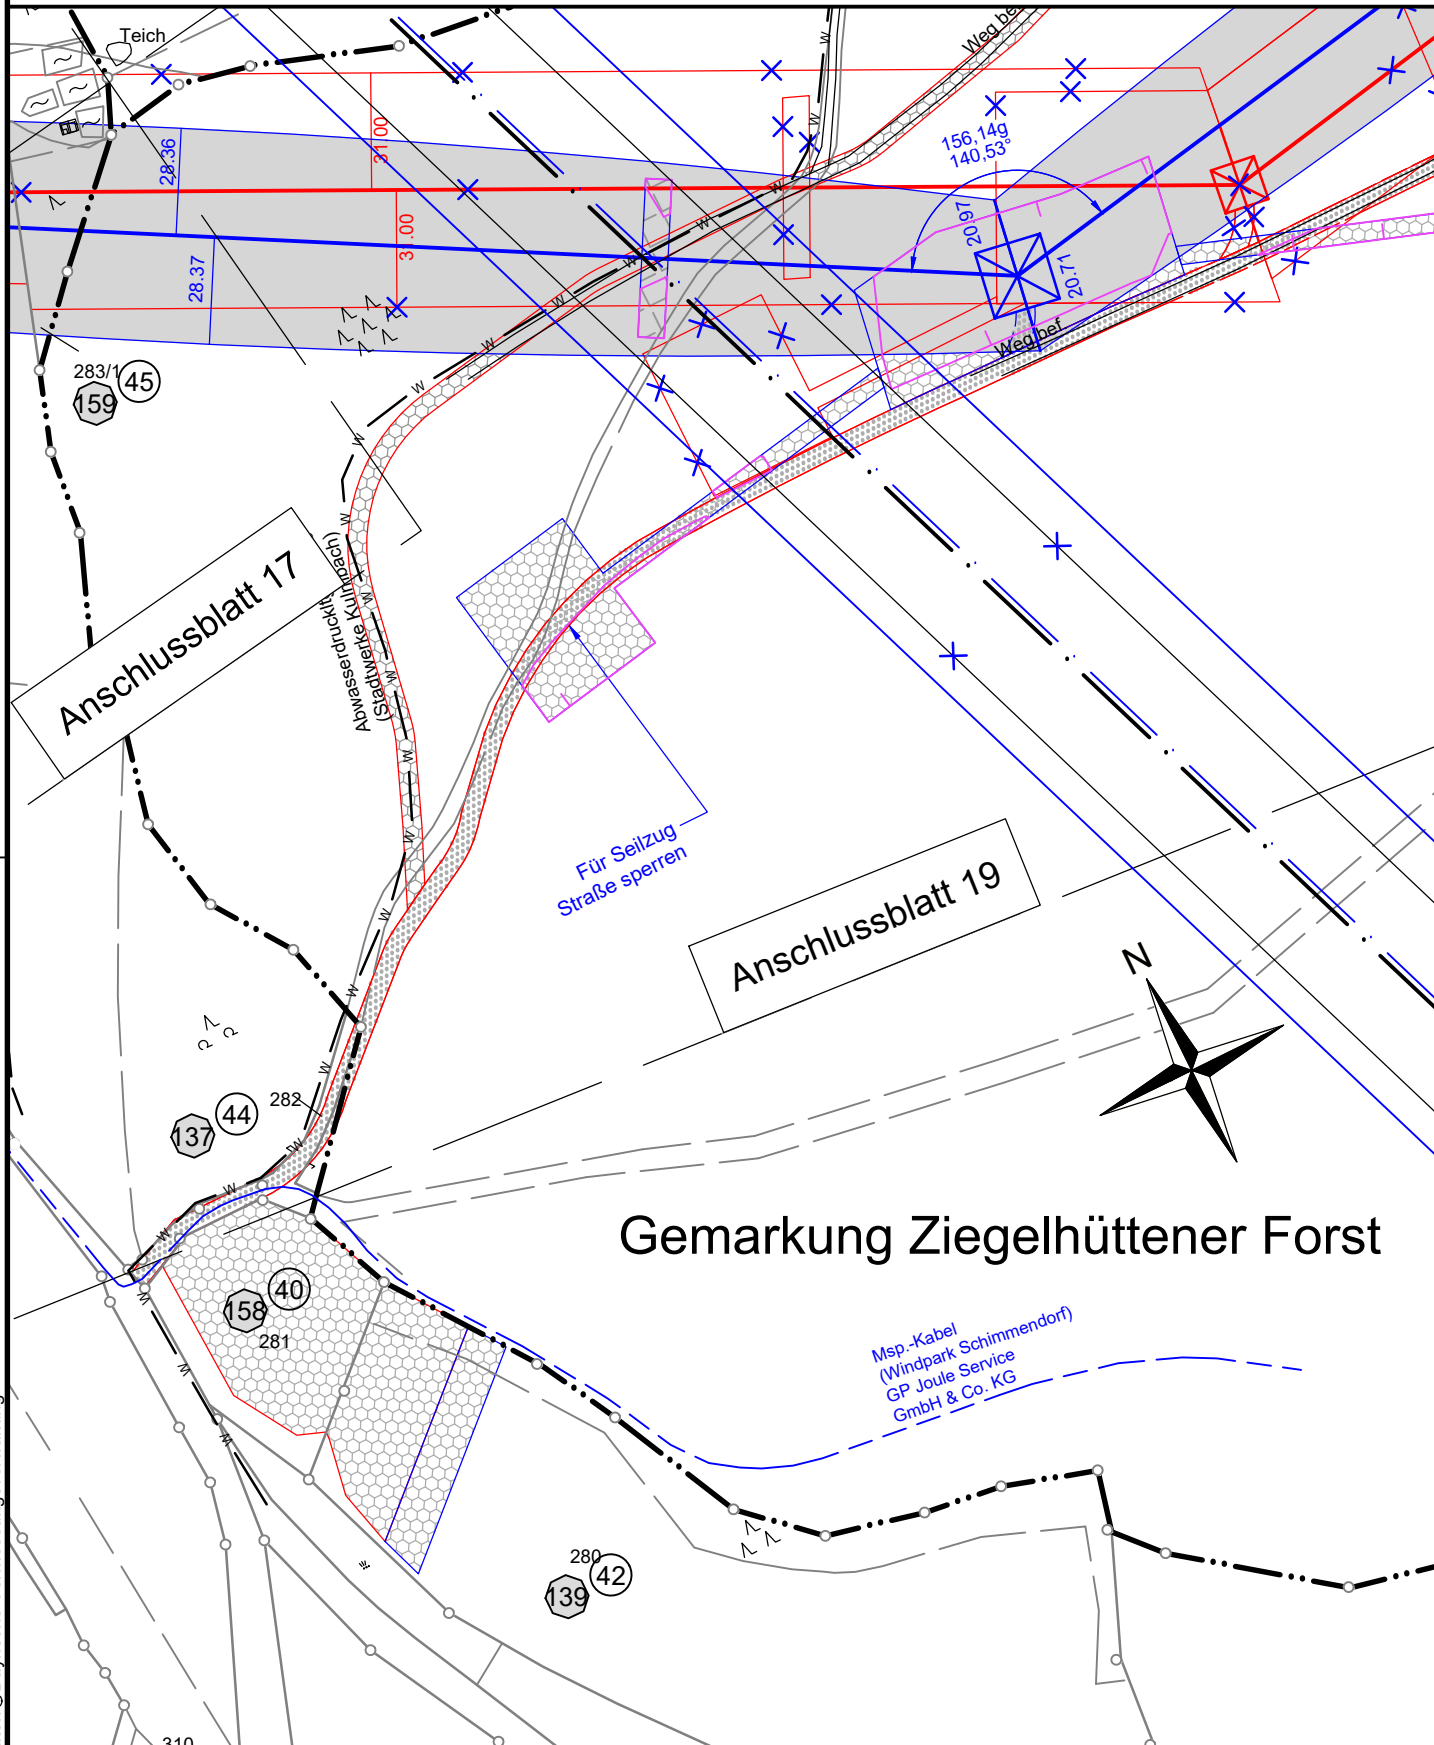 Teich
Weg bef.
31.00
28.36
156,14g
140,53°
20.97
31.00
28.37
20.71
Weg bef.
283/1
45
159
Anschlussblatt 17
(Stadtwerke Kulmbach)
Für Seilzug
Straße sperren
Anschlussblatt 19
N
44
282
137
Gemarkung Ziegelhüttener Forst
40
158
281
Msp.-Kabel
(Windpark Schimmendorf)
GP Joule Service
GmbH & Co. KG
280
42
139
310